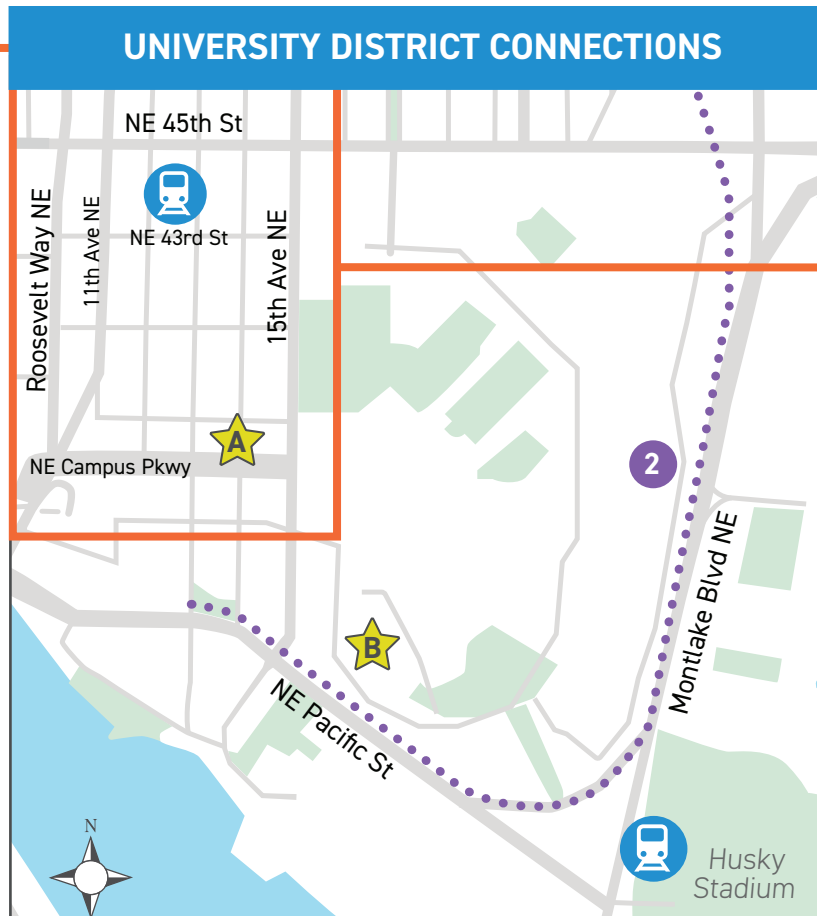 UNIVERSITY DISTRICT CONNECTIONS
NE 45th St
NE 43rd St
Roosevelt Way NE
11th Ave NE
15th Ave NE
A
NE Campus Pkwy
2
Montlake Blvd NE
B
NE Pacific St
N
Husky
Stadium